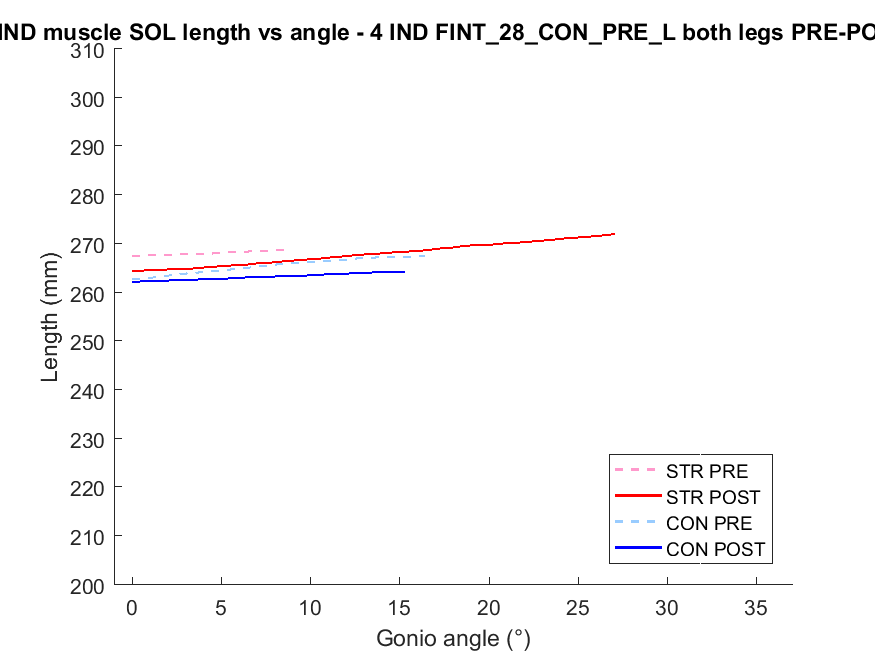 IND muscle SOL length vs angle - 4 IND FINT_28_CON_PRE_L both legs PRE-PO
310
300
290
280
270
260
250
240
230
220
210
200
Length (mm)
0 5 10 15 20 25 30 35
Gonio angle (°)
STR PRE
STR POST
CON PRE
CON POST